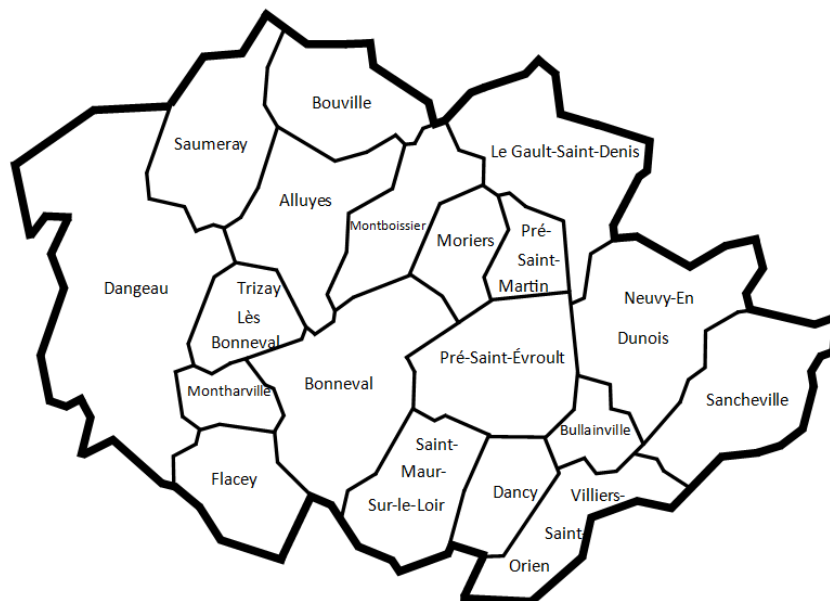 Bouville
Saumeray
Le Gault-Saint-Denis
Alluyes
Montboissier
Moriers
Pré-
Saint-
Martin
Dangeau
Trizay
Lès
Bonneval
Neuvy-En
Dunois
Pré-Saint-Évroult
Bonneval
Montharville
Sancheville
Bullainville
Saint-
Maur-
Sur-le-Loir
Flacey
Dancy
Villiers-
Saint-
Orien